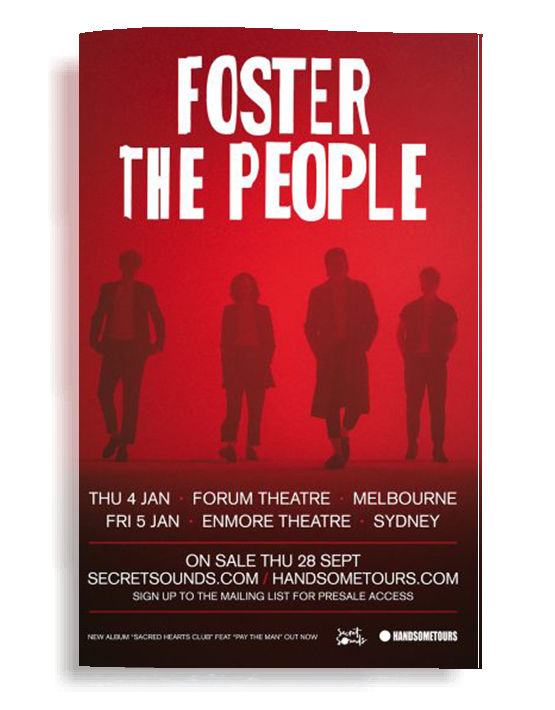 FOSTER
THE PEOPLE
THU 4 JAN · FORUM THEATRE · MELBOURNE
FRI 5 JAN · ENMORE THEATRE · SYDNEY
ON SALE THU 28 SEPT
SECRETSOUNDS.COM / HANDSOMETOURS.COM
SIGN UP TO THE MAILING LIST FOR PRESALE ACCESS
NEW ALBUM "SACRED HEARTS CLUB" FEAT "PAY THE MAN" OUT NOW
Secret Sounds
HANDSOMETOURS